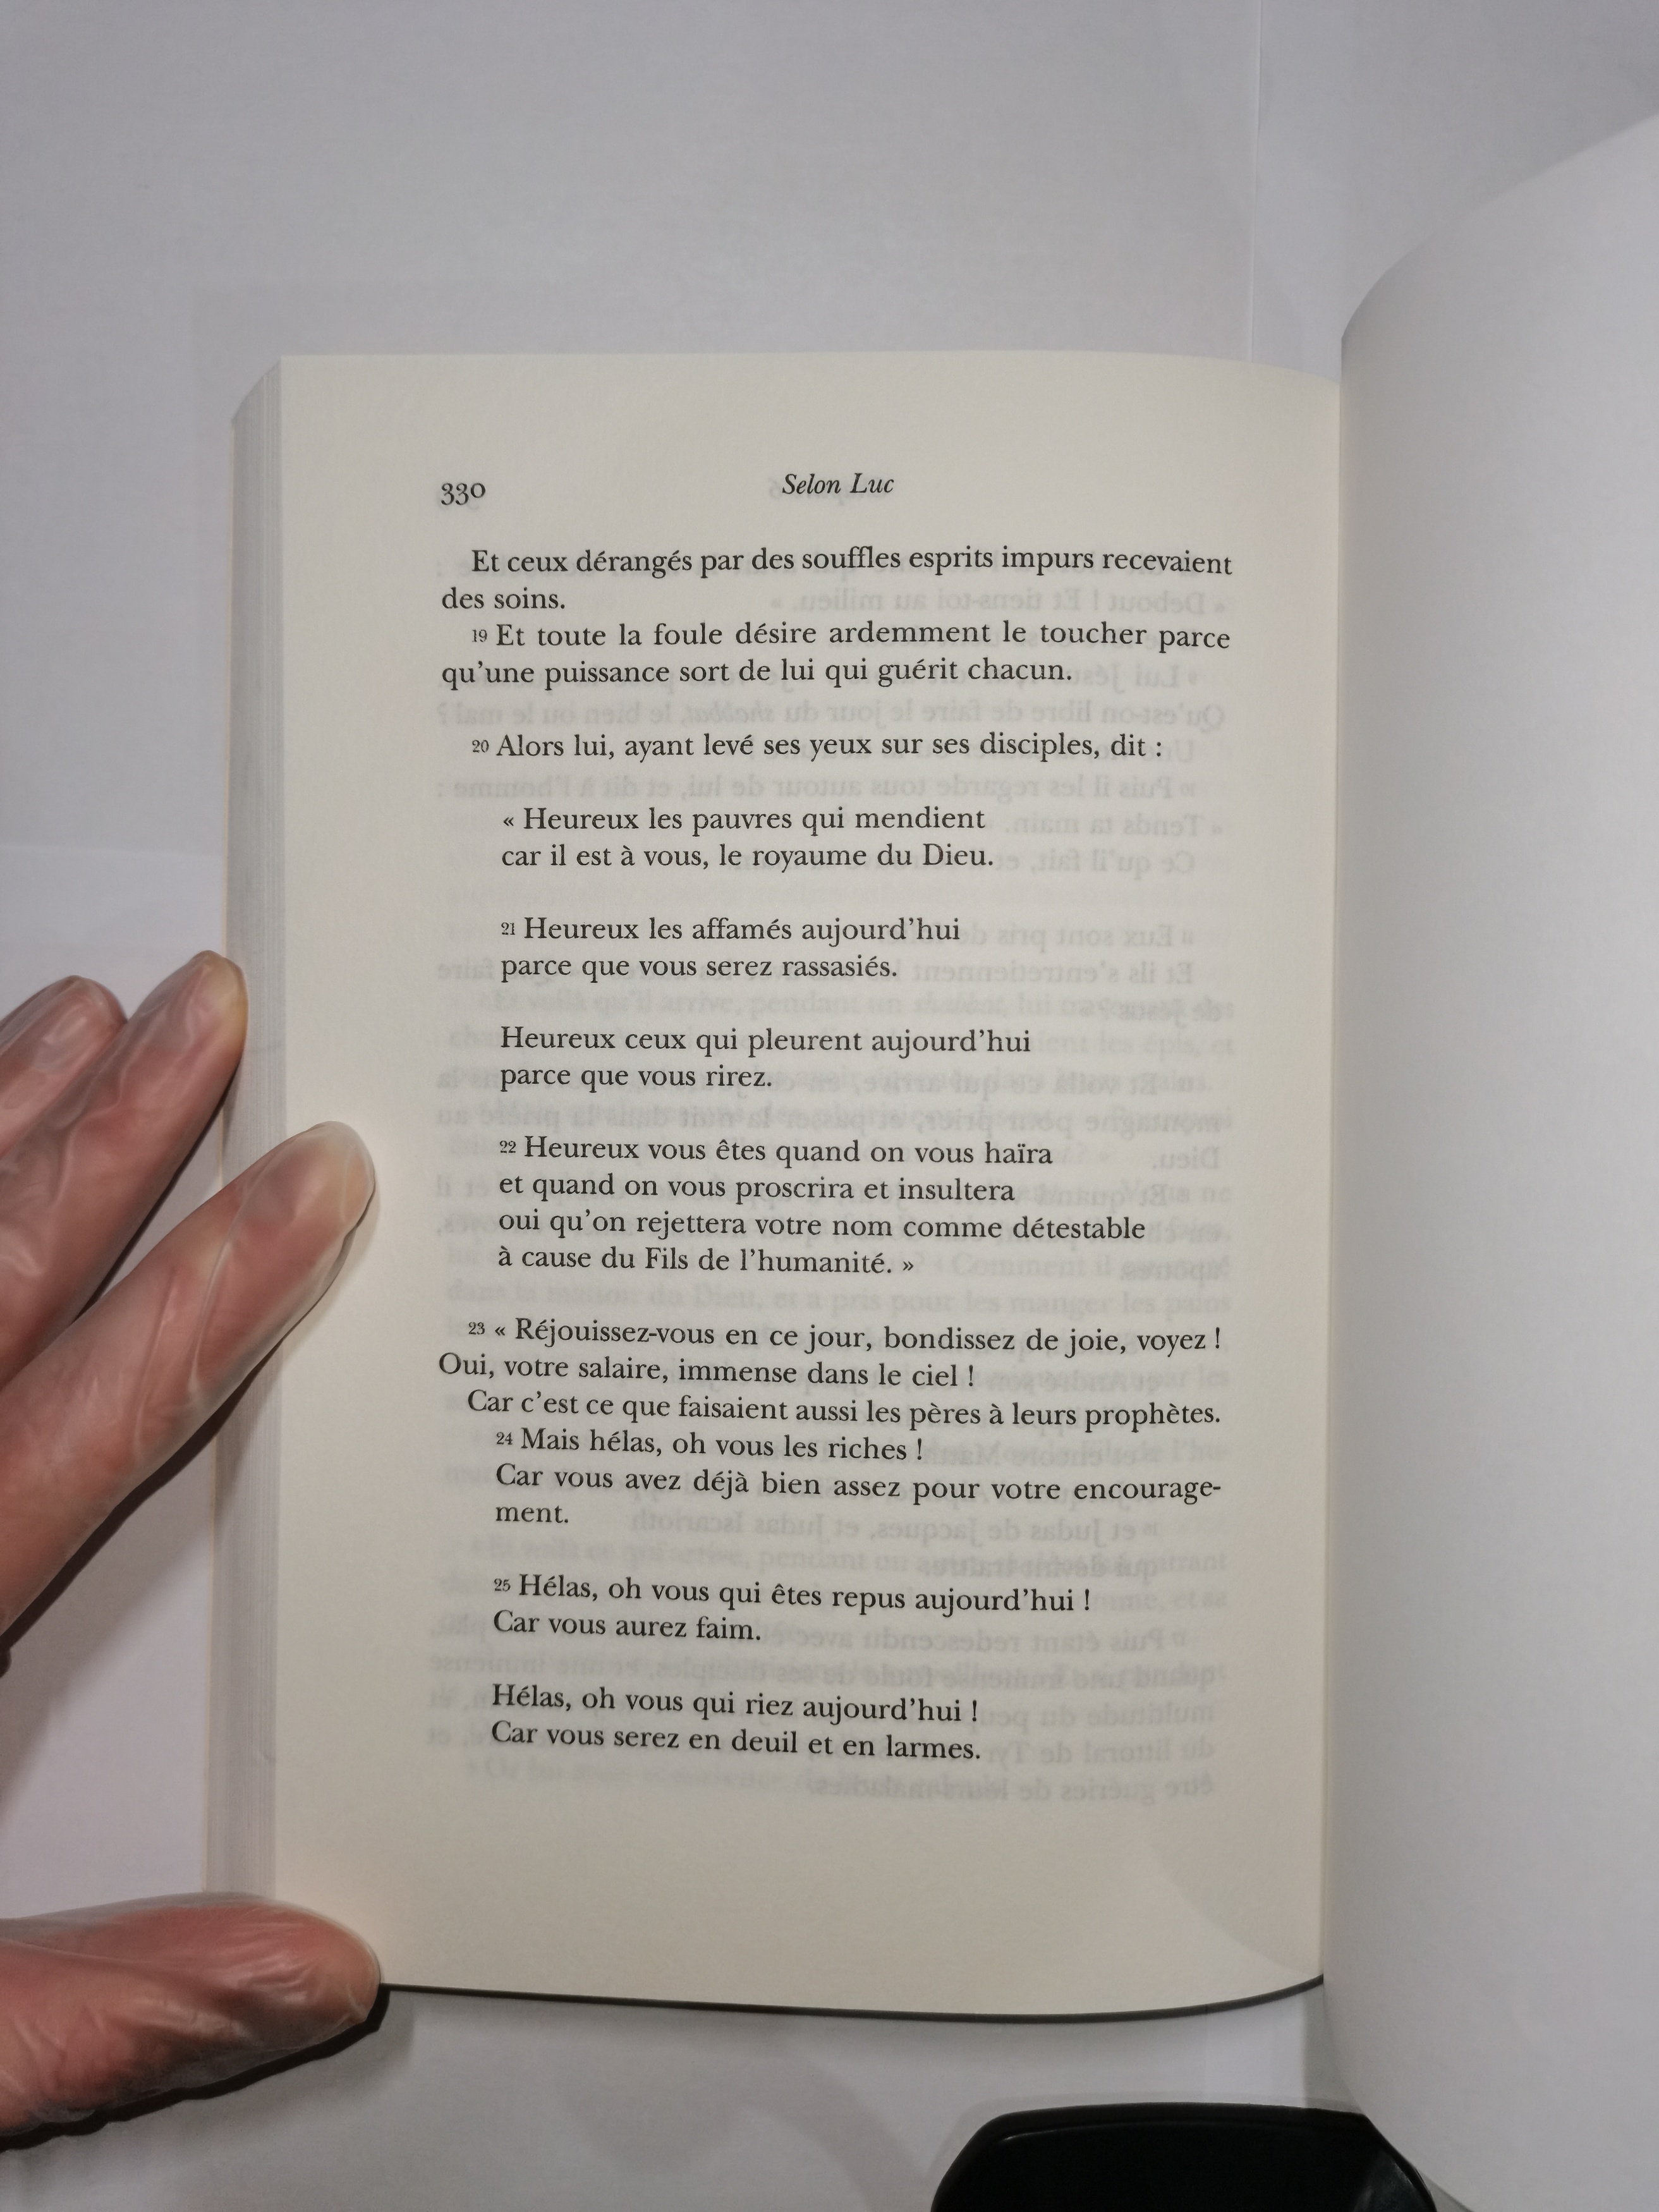 330
Selon Luc
Et ceux dérangés par des souffles esprits impurs recevaient
des soins.
19 Et toute la foule désire ardemment le toucher parce
qu'une puissance sort de lui qui guérit chacun.
20 Alors lui, ayant levé ses yeux sur ses disciples, dit :
« Heureux les pauvres qui mendient
car il est à vous, le royaume du Dieu.
21 Heureux les affamés aujourd'hui
parce que vous serez rassasiés.
Heureux ceux qui pleurent aujourd'hui
parce que vous rirez.
22 Heureux vous êtes quand on vous haïra
et quand on vous proscrira et insultera
oui qu'on rejettera votre nom comme détestable
à cause du Fils de l'humanité. »
23 « Réjouissez-vous en ce jour, bondissez de joie, voyez !
Oui, votre salaire, immense dans le ciel !
Car c'est ce que faisaient aussi les pères à leurs prophètes.
24 Mais hélas, oh vous les riches !
Car vous avez déjà bien assez pour votre encourage-
ment.
25 Hélas, oh vous qui êtes repus aujourd'hui !
Car vous aurez faim.
Hélas, oh vous qui riez aujourd'hui !
Car vous serez en deuil et en larmes.